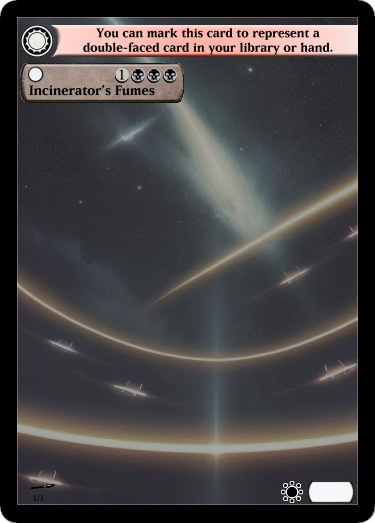 You can mark this card to represent a
double-faced card in your library or hand.
1
Incinerator's Fumes
1/1